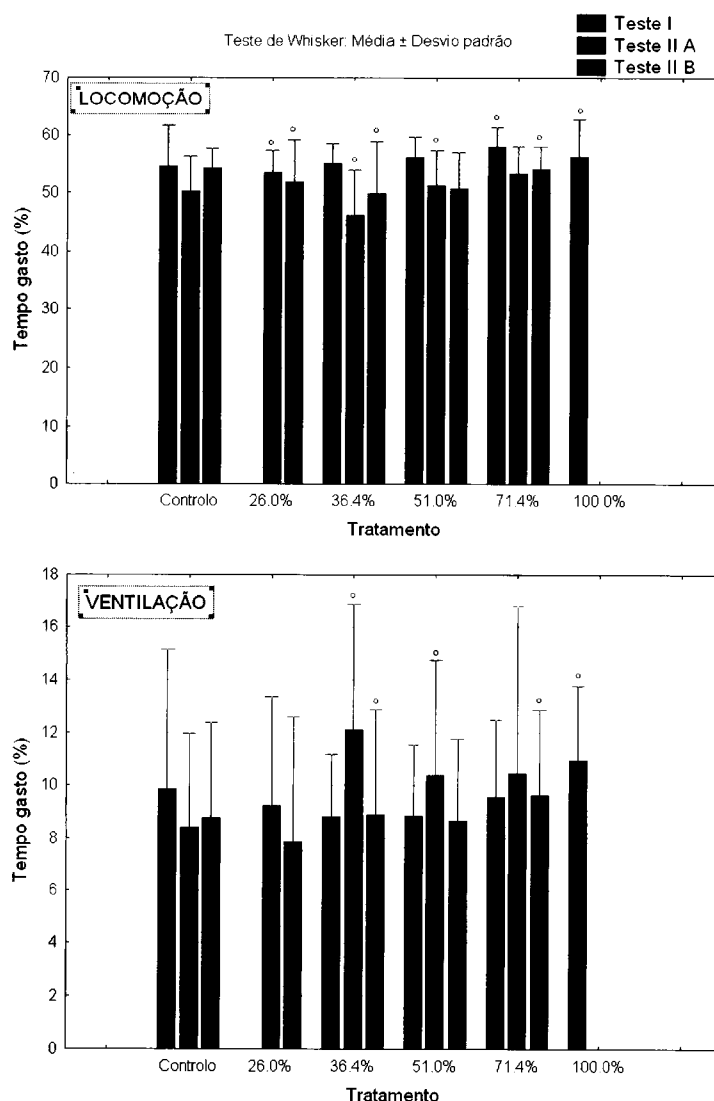 Teste de Whisker: Média ± Desvio padrão
Teste I
Teste II A
Teste II B
LOCOMOÇÃO
Tempo gasto (%)
70
60
50
40
30
20
10
0
Controlo 26.0% 36.4% 51.0% 71.4% 100.0%
Tratamento
VENTILAÇÃO
Tempo gasto (%)
18
16
14
12
10
8
6
4
2
0
Controlo 26.0% 36.4% 51.0% 71.4% 100.0%
Tratamento